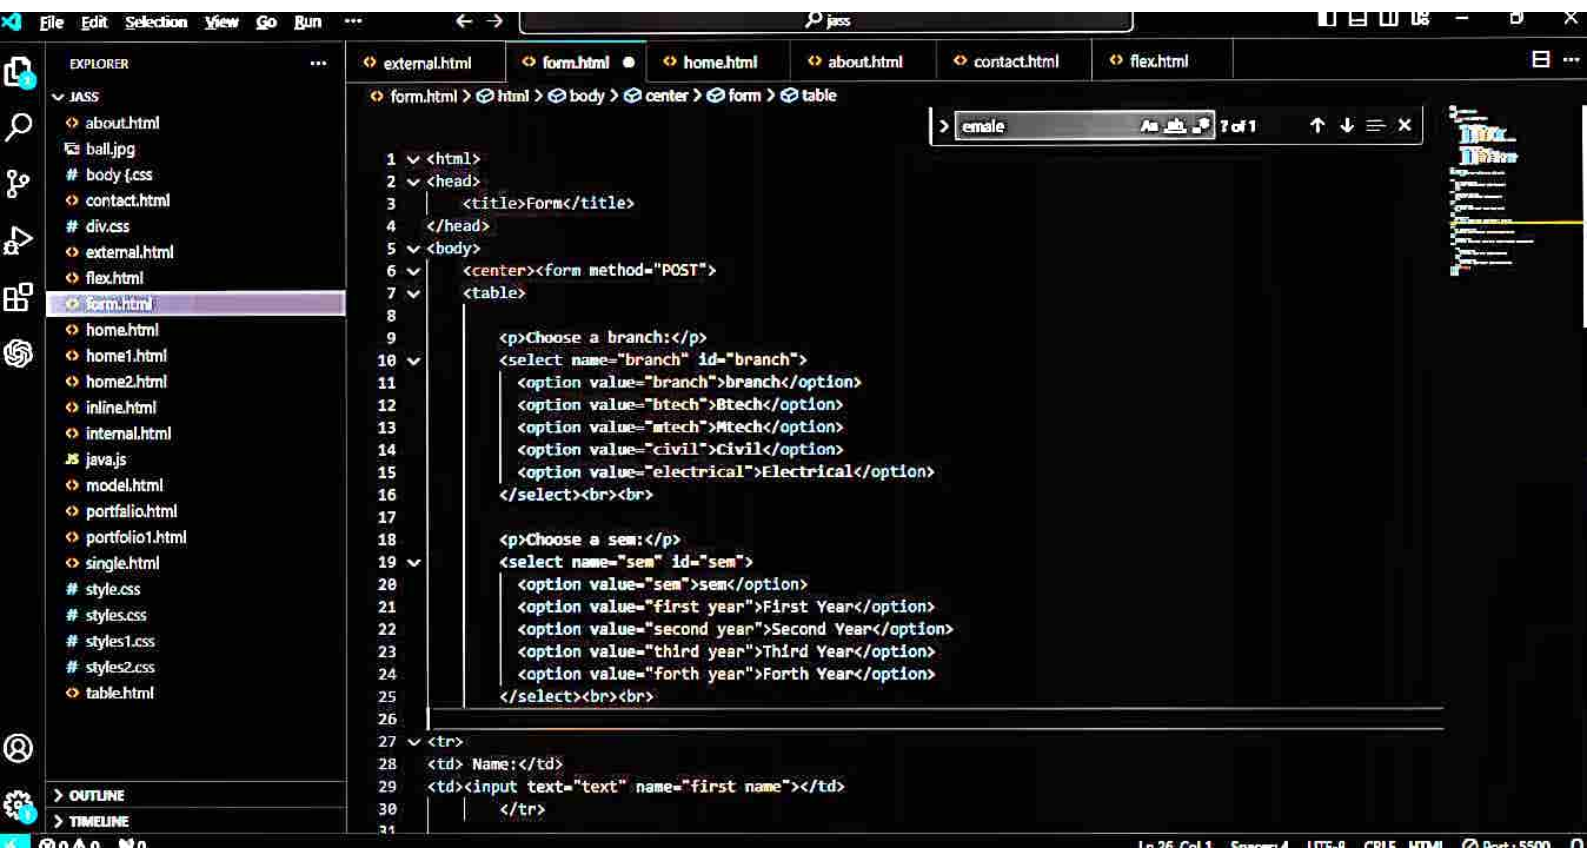 File Edit Selection View Go Run ··· ← → jass
EXPLORER ···
JASS
about.html
ball.jpg
# body {.css
contact.html
# div.css
external.html
flex.html
form.html
home.html
home1.html
home2.html
inline.html
internal.html
JS java.js
model.html
portfalio.html
portfolio1.html
single.html
# style.css
# styles.css
# styles1.css
# styles2.css
table.html
> OUTLINE
> TIMELINE
external.html form.html ● home.html about.html contact.html flex.html
form.html > html > body > center > form > table
> emale Aa ab .* ? of 1
1 <html>
2 <head>
3 <title>Form</title>
4 </head>
5 <body>
6 <center><form method="POST">
7 <table>
8
9 <p>Choose a branch:</p>
10 <select name="branch" id="branch">
11 <option value="branch">branch</option>
12 <option value="btech">Btech</option>
13 <option value="mtech">Mtech</option>
14 <option value="civil">Civil</option>
15 <option value="electrical">Electrical</option>
16 </select><br><br>
17
18 <p>Choose a sem:</p>
19 <select name="sem" id="sem">
20 <option value="sem">sem</option>
21 <option value="first year">First Year</option>
22 <option value="second year">Second Year</option>
23 <option value="third year">Third Year</option>
24 <option value="forth year">Forth Year</option>
25 </select><br><br>
26
27 <tr>
28 <td> Name:</td>
29 <td><input text="text" name="first name"></td>
30 </tr>
31
0 0 0 Ln 26, Col 1 Spaces: 4 UTF-8 CRLF HTML Port : 5500